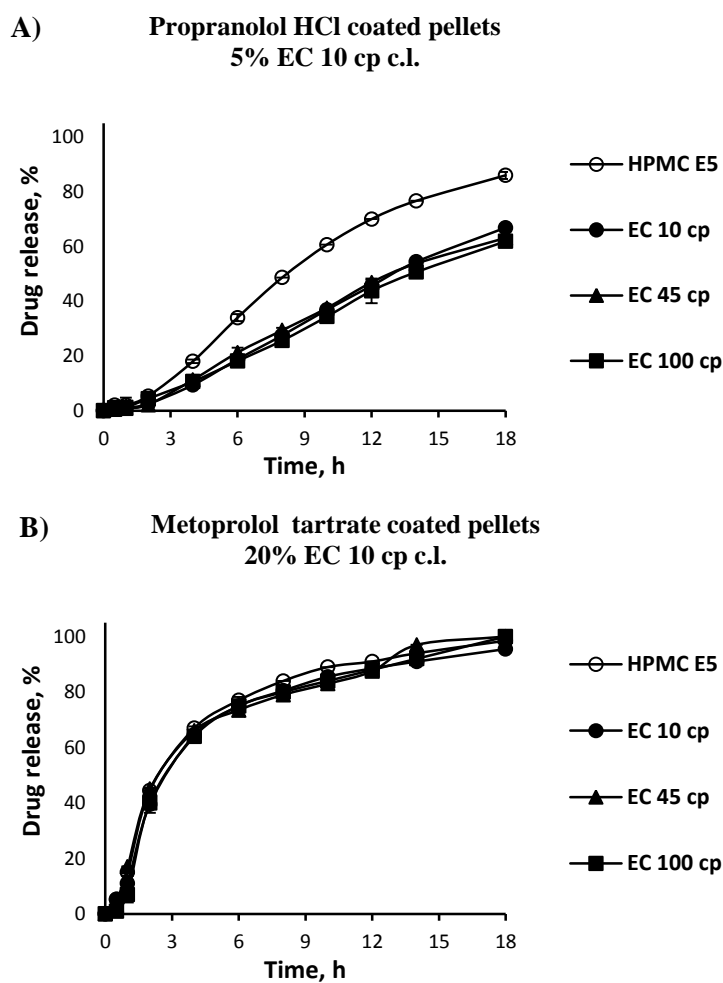 A)
Propranolol HCl coated pellets
5% EC 10 cp c.l.
100
80
60
40
20
0
Drug release, %
0 3 6 9 12 15 18
Time, h
HPMC E5
EC 10 cp
EC 45 cp
EC 100 cp
B)
Metoprolol tartrate coated pellets
20% EC 10 cp c.l.
100
80
60
40
20
0
Drug release, %
0 3 6 9 12 15 18
Time, h
HPMC E5
EC 10 cp
EC 45 cp
EC 100 cp